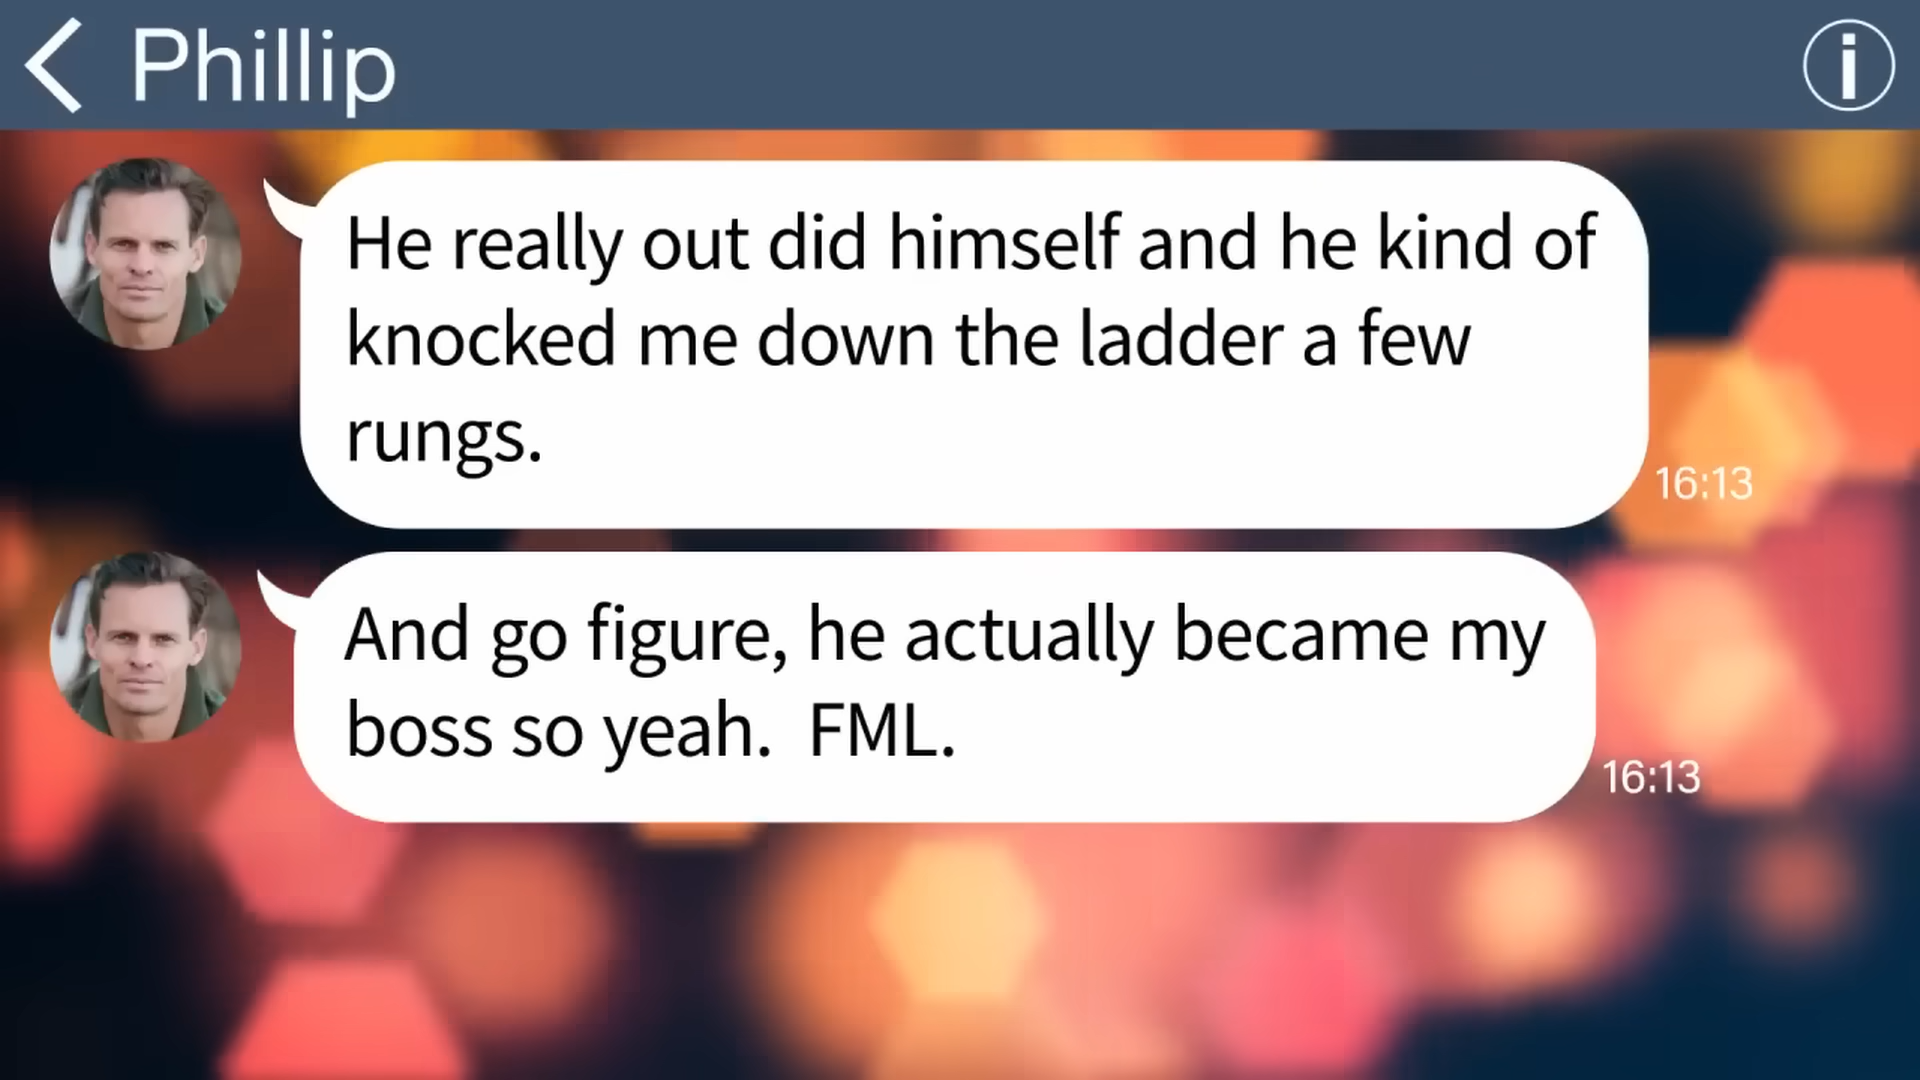 Phillip
He really out did himself and he kind of
knocked me down the ladder a few
rungs.
16:13
And go figure, he actually became my
boss so yeah.  FML.
16:13